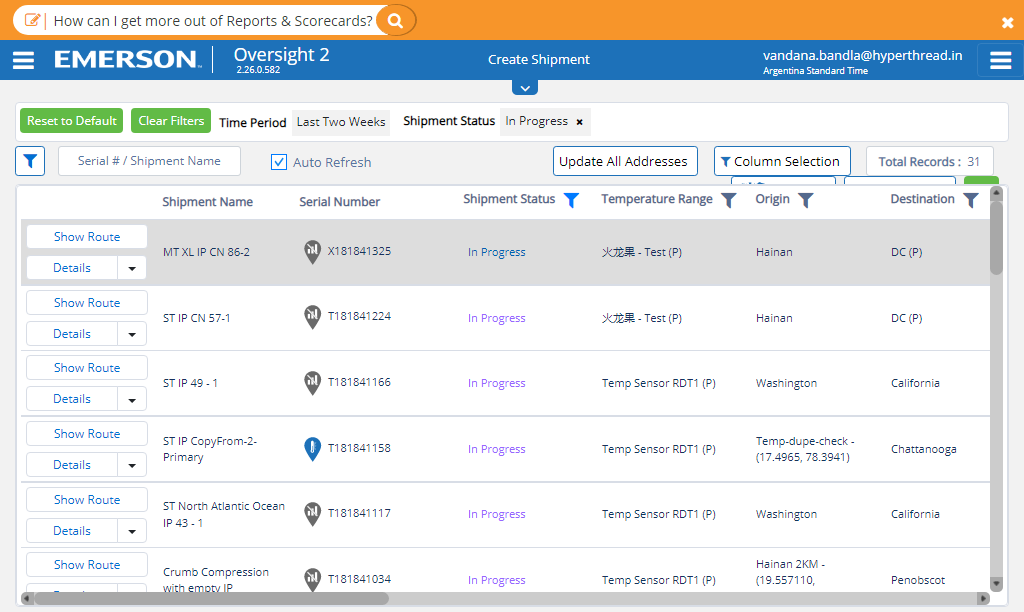 How can I get more out of Reports & Scorecards?
EMERSON
Oversight 2
2.26.0.582
Create Shipment
vandana.bandla@hyperthread.in
Argentina Standard Time
Reset to Default
Clear Filters
Time Period
Last Two Weeks
Shipment Status
In Progress ×
Serial # / Shipment Name
Auto Refresh
Update All Addresses
Column Selection
Total Records : 31
Shipment Name
Serial Number
Shipment Status
Temperature Range
Origin
Destination
Show Route
Details
MT XL IP CN 86-2
X181841325
In Progress
火龙果 - Test (P)
Hainan
DC (P)
Show Route
Details
ST IP CN 57-1
T181841224
In Progress
火龙果 - Test (P)
Hainan
DC (P)
Show Route
Details
ST IP 49 - 1
T181841166
In Progress
Temp Sensor RDT1 (P)
Washington
California
Show Route
Details
ST IP CopyFrom-2-
Primary
T181841158
In Progress
Temp Sensor RDT1 (P)
Temp-dupe-check -
(17.4965, 78.3941)
Chattanooga
Show Route
Details
ST North Atlantic Ocean
IP 43 - 1
T181841117
In Progress
Temp Sensor RDT1 (P)
Washington
California
Show Route
Crumb Compression
with empty IP
T181841034
In Progress
Temp Sensor RDT1 (P)
Hainan 2KM -
(19.557110,
Penobscot